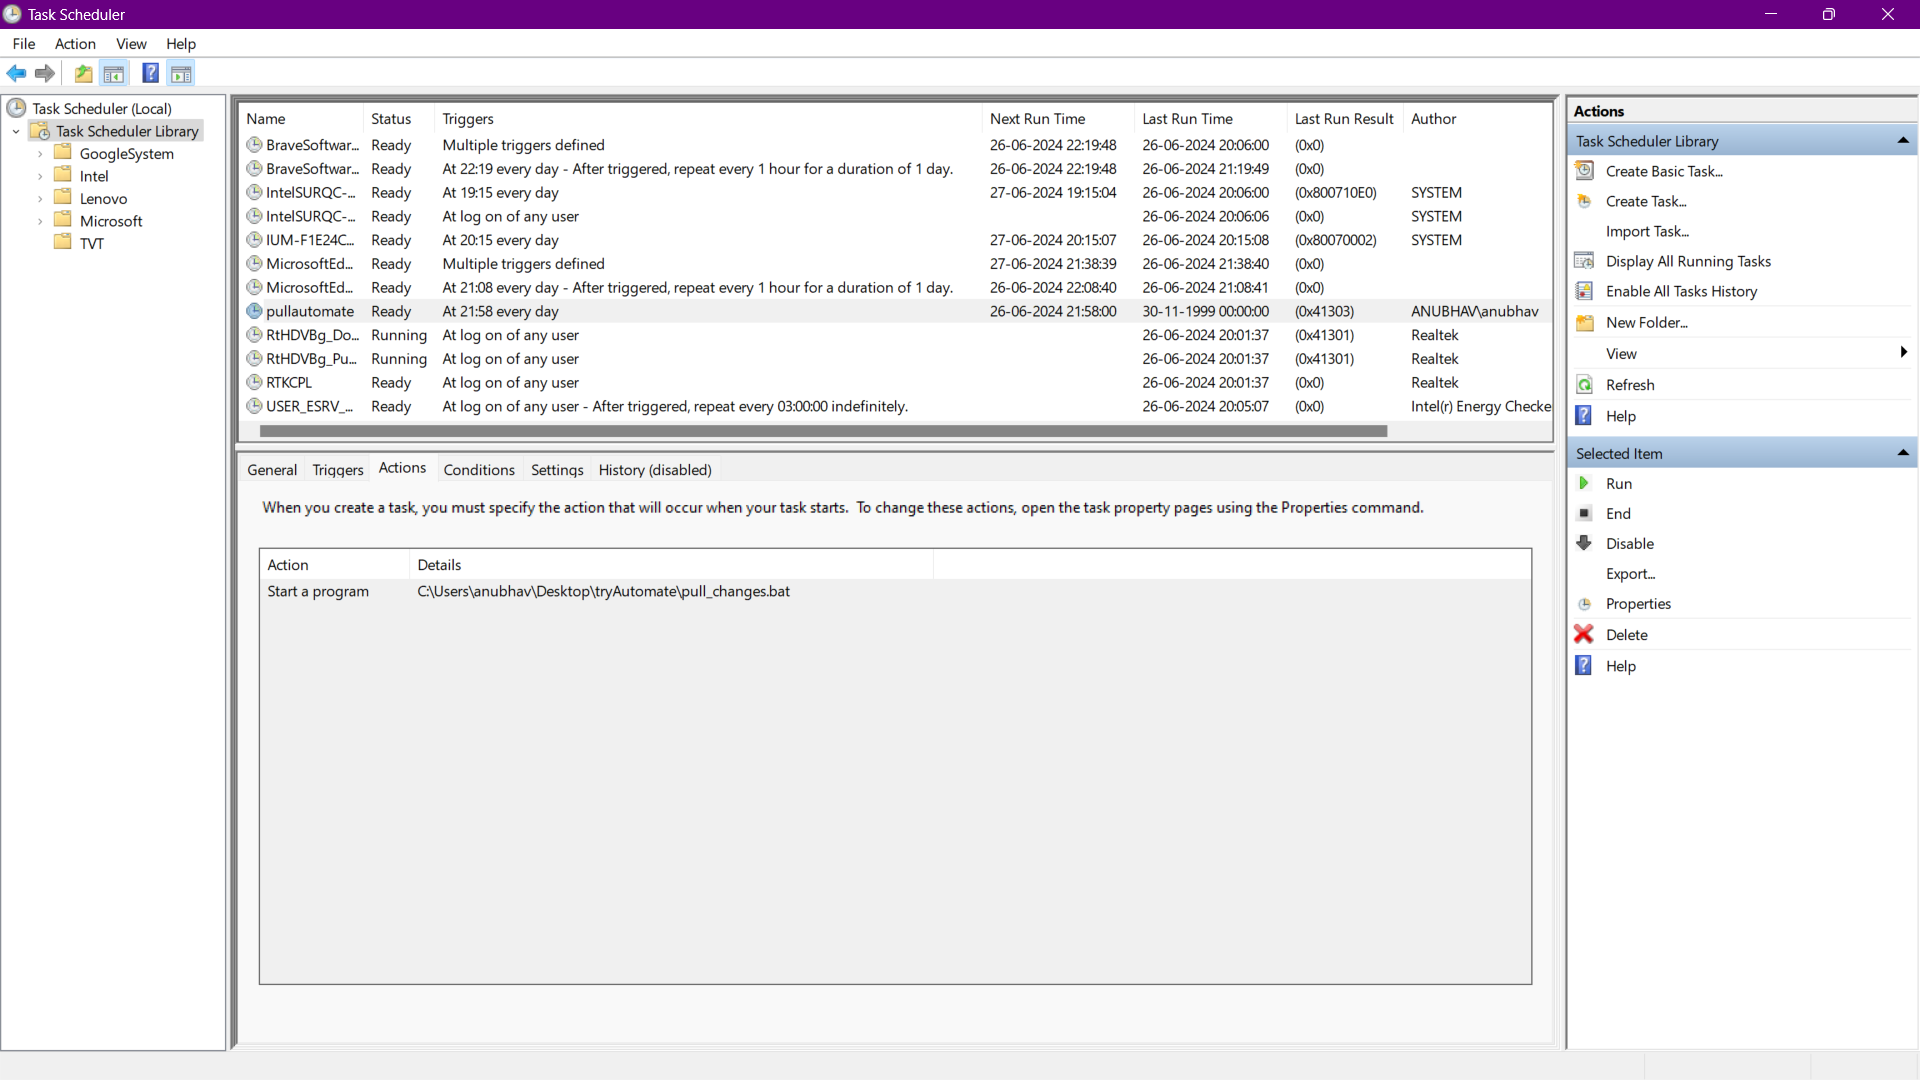 Task Scheduler
File Action View Help
Task Scheduler (Local)
Task Scheduler Library
GoogleSystem
Intel
Lenovo
Microsoft
TVT
Name Status Triggers Next Run Time Last Run Time Last Run Result Author
BraveSoftwar... Ready Multiple triggers defined 26-06-2024 22:19:48 26-06-2024 20:06:00 (0x0)
BraveSoftwar... Ready At 22:19 every day - After triggered, repeat every 1 hour for a duration of 1 day. 26-06-2024 22:19:48 26-06-2024 21:19:49 (0x0)
IntelSURQC-... Ready At 19:15 every day 27-06-2024 19:15:04 26-06-2024 20:06:00 (0x800710E0) SYSTEM
IntelSURQC-... Ready At log on of any user 26-06-2024 20:06:06 (0x0) SYSTEM
IUM-F1E24C... Ready At 20:15 every day 27-06-2024 20:15:07 26-06-2024 20:15:08 (0x80070002) SYSTEM
MicrosoftEd... Ready Multiple triggers defined 27-06-2024 21:38:39 26-06-2024 21:38:40 (0x0)
MicrosoftEd... Ready At 21:08 every day - After triggered, repeat every 1 hour for a duration of 1 day. 26-06-2024 22:08:40 26-06-2024 21:08:41 (0x0)
pullautomate Ready At 21:58 every day 26-06-2024 21:58:00 30-11-1999 00:00:00 (0x41303) ANUBHAV\anubhav
RtHDVBg_Do... Running At log on of any user 26-06-2024 20:01:37 (0x41301) Realtek
RtHDVBg_Pu... Running At log on of any user 26-06-2024 20:01:37 (0x41301) Realtek
RTKCPL Ready At log on of any user 26-06-2024 20:01:37 (0x0) Realtek
USER_ESRV_... Ready At log on of any user - After triggered, repeat every 03:00:00 indefinitely. 26-06-2024 20:05:07 (0x0) Intel(r) Energy Checke
General Triggers Actions Conditions Settings History (disabled)
When you create a task, you must specify the action that will occur when your task starts. To change these actions, open the task property pages using the Properties command.
Action Details
Start a program C:\Users\anubhav\Desktop\tryAutomate\pull_changes.bat
Actions
Task Scheduler Library
Create Basic Task...
Create Task...
Import Task...
Display All Running Tasks
Enable All Tasks History
New Folder...
View
Refresh
Help
Selected Item
Run
End
Disable
Export...
Properties
Delete
Help